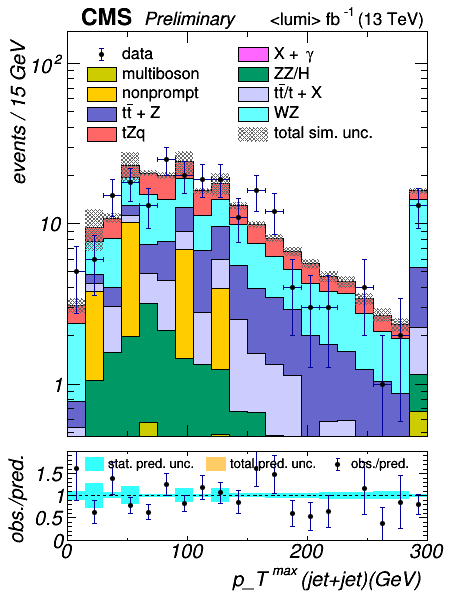 CMS Preliminary <lumi> fb⁻¹ (13 TeV)
events / 15 GeV
data
X + γ
multiboson
ZZ/H
nonprompt
tt̄/t + X
tt̄ + Z
WZ
tZq
total sim. unc.
10²
10
1
stat. pred. unc. total pred. unc. obs./pred.
obs./pred.
1.5
1
0.5
0
0 100 200 300
p_T^max (jet+jet)(GeV)